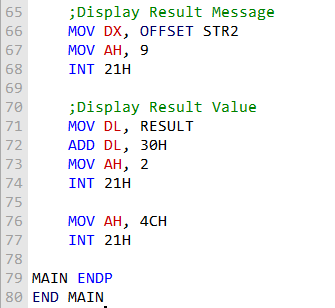 65 ;Display Result Message
66 MOV DX, OFFSET STR2
67 MOV AH, 9
68 INT 21H
69
70 ;Display Result Value
71 MOV DL, RESULT
72 ADD DL, 30H
73 MOV AH, 2
74 INT 21H
75
76 MOV AH, 4CH
77 INT 21H
78
79 MAIN ENDP
80 END MAIN